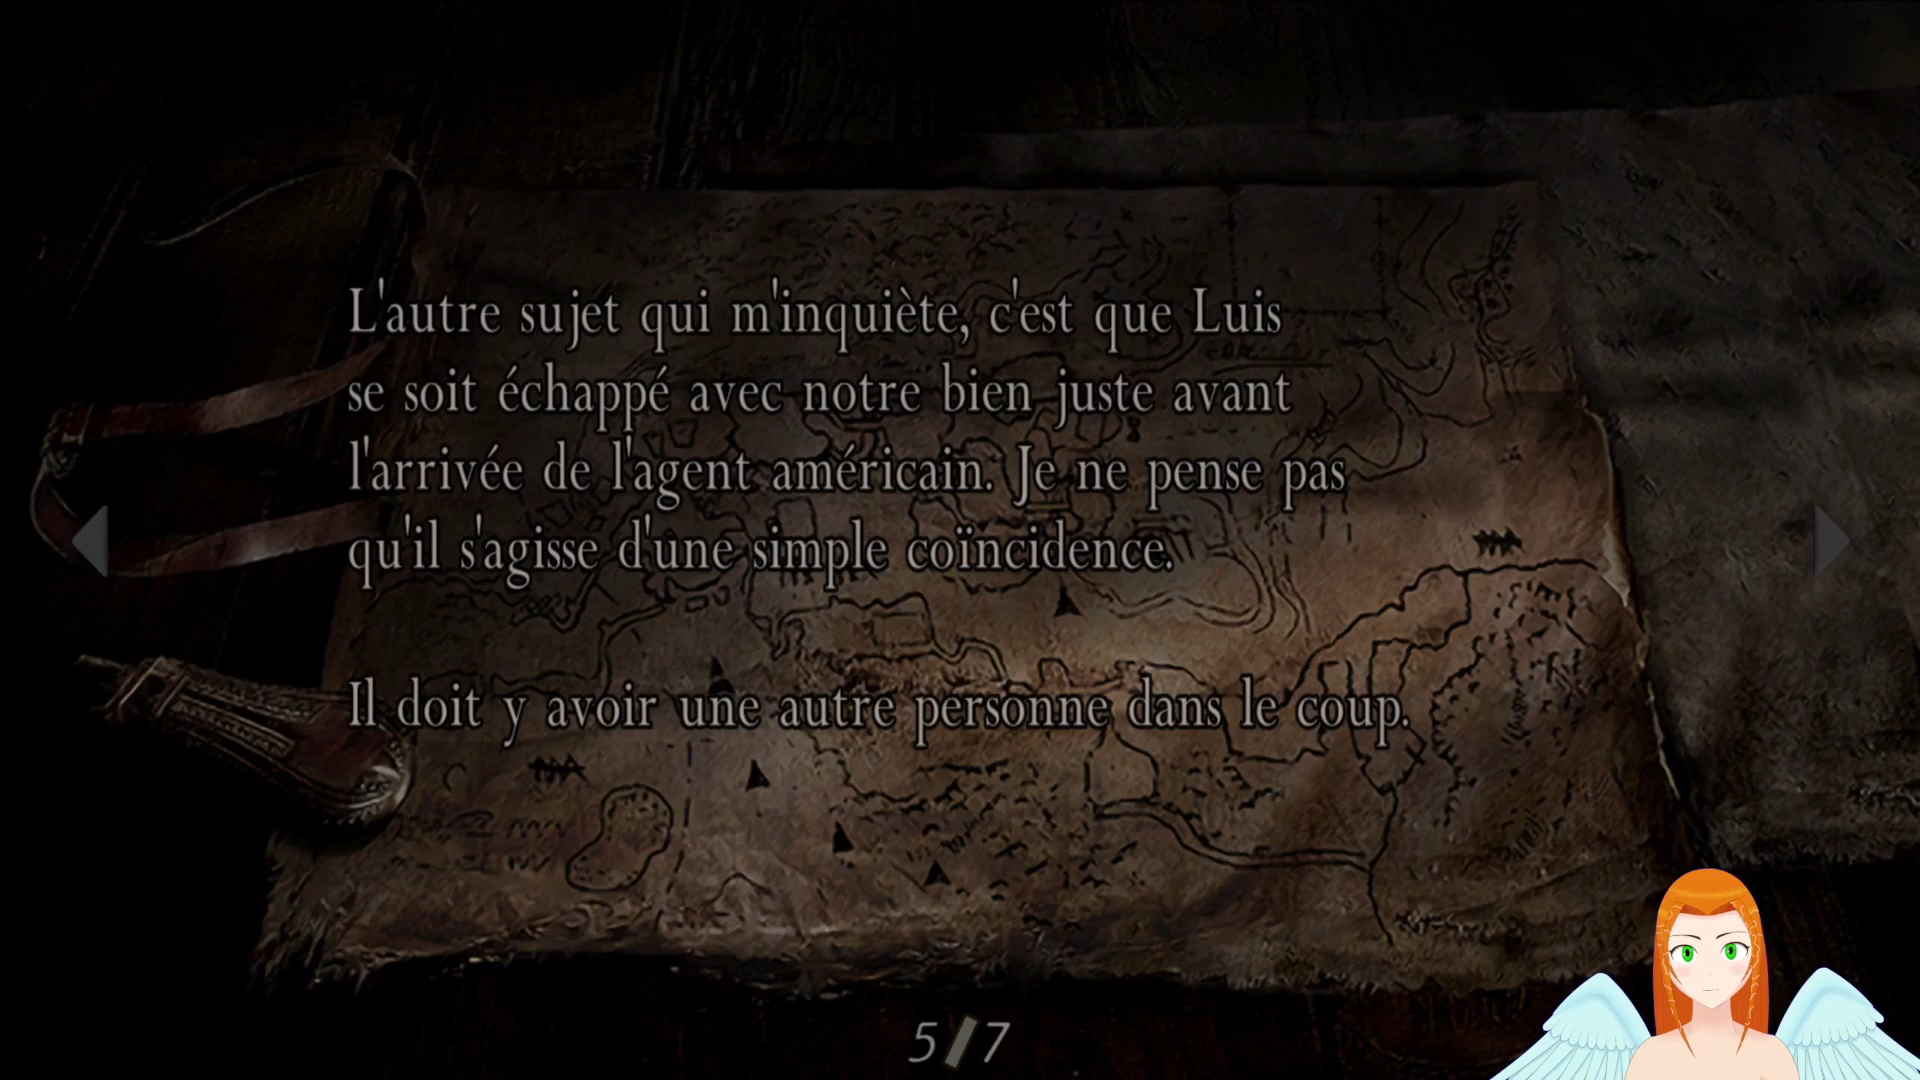 L'autre sujet qui m'inquiète, c'est que Luis
se soit échappé avec notre bien juste avant
l'arrivée de l'agent américain. Je ne pense pas
qu'il s'agisse d'une simple coïncidence.
Il doit y avoir une autre personne dans le coup.
5/7